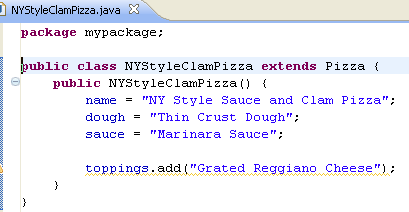 NYStyleClamPizza.java
package mypackage;
public class NYStyleClamPizza extends Pizza {
public NYStyleClamPizza() {
name = "NY Style Sauce and Clam Pizza";
dough = "Thin Crust Dough";
sauce = "Marinara Sauce";
toppings.add("Grated Reggiano Cheese");
}
}